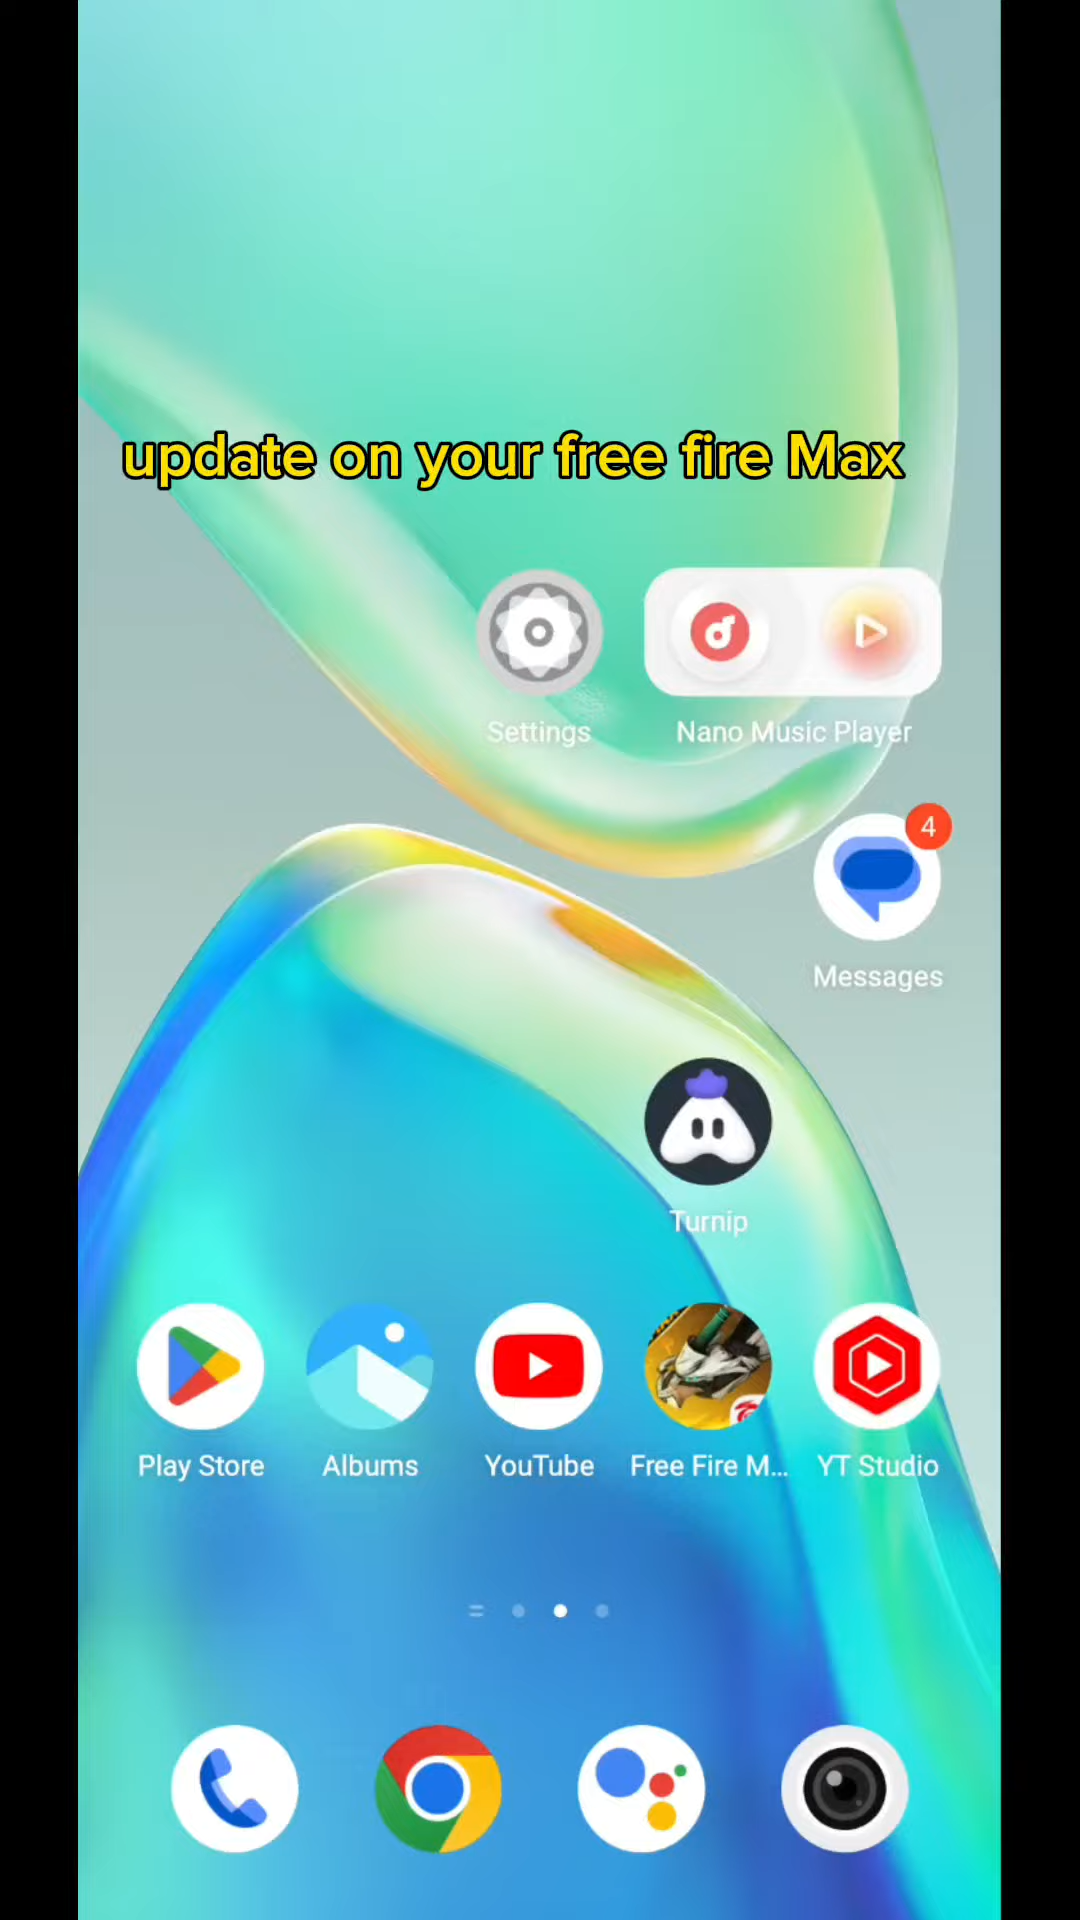 update on your free fire Max
Settings
Nano Music Player
4
Messages
Turnip
Play Store
Albums
YouTube
Free Fire M...
YT Studio